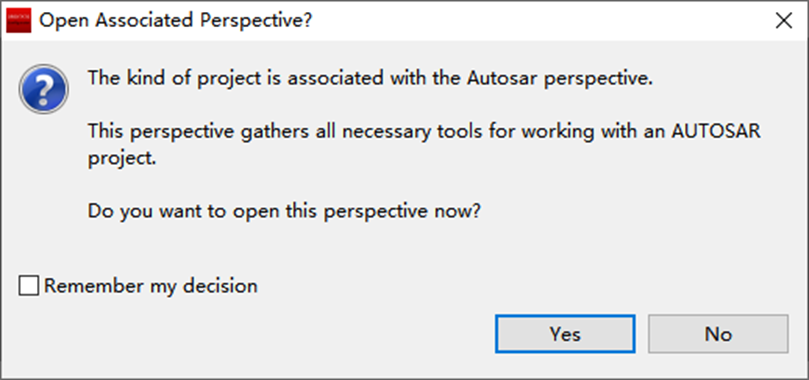 Open Associated Perspective?
The kind of project is associated with the Autosar perspective.
This perspective gathers all necessary tools for working with an AUTOSAR
project.
Do you want to open this perspective now?
Remember my decision
Yes
No